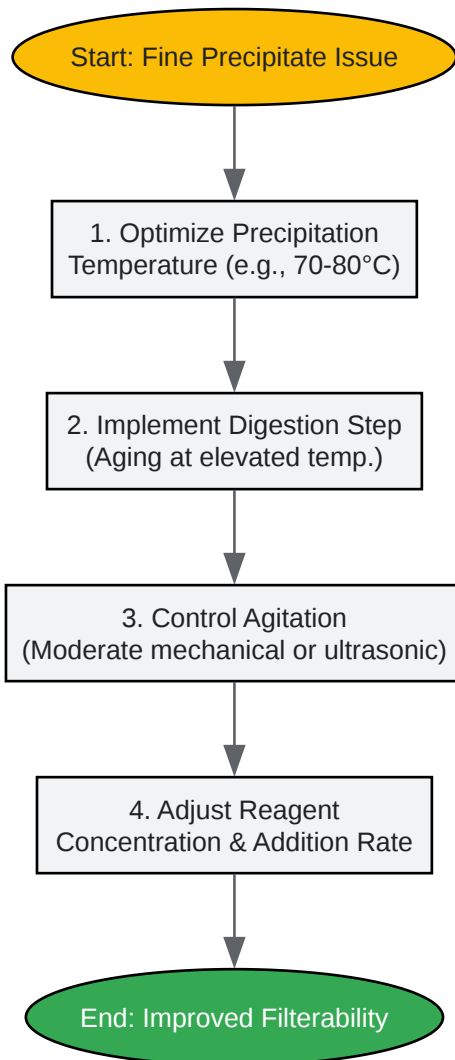 Start: Fine Precipitate Issue
1. Optimize Precipitation
Temperature (e.g., 70-80°C)
2. Implement Digestion Step
(Aging at elevated temp.)
3. Control Agitation
(Moderate mechanical or ultrasonic)
4. Adjust Reagent
Concentration & Addition Rate
End: Improved Filterability